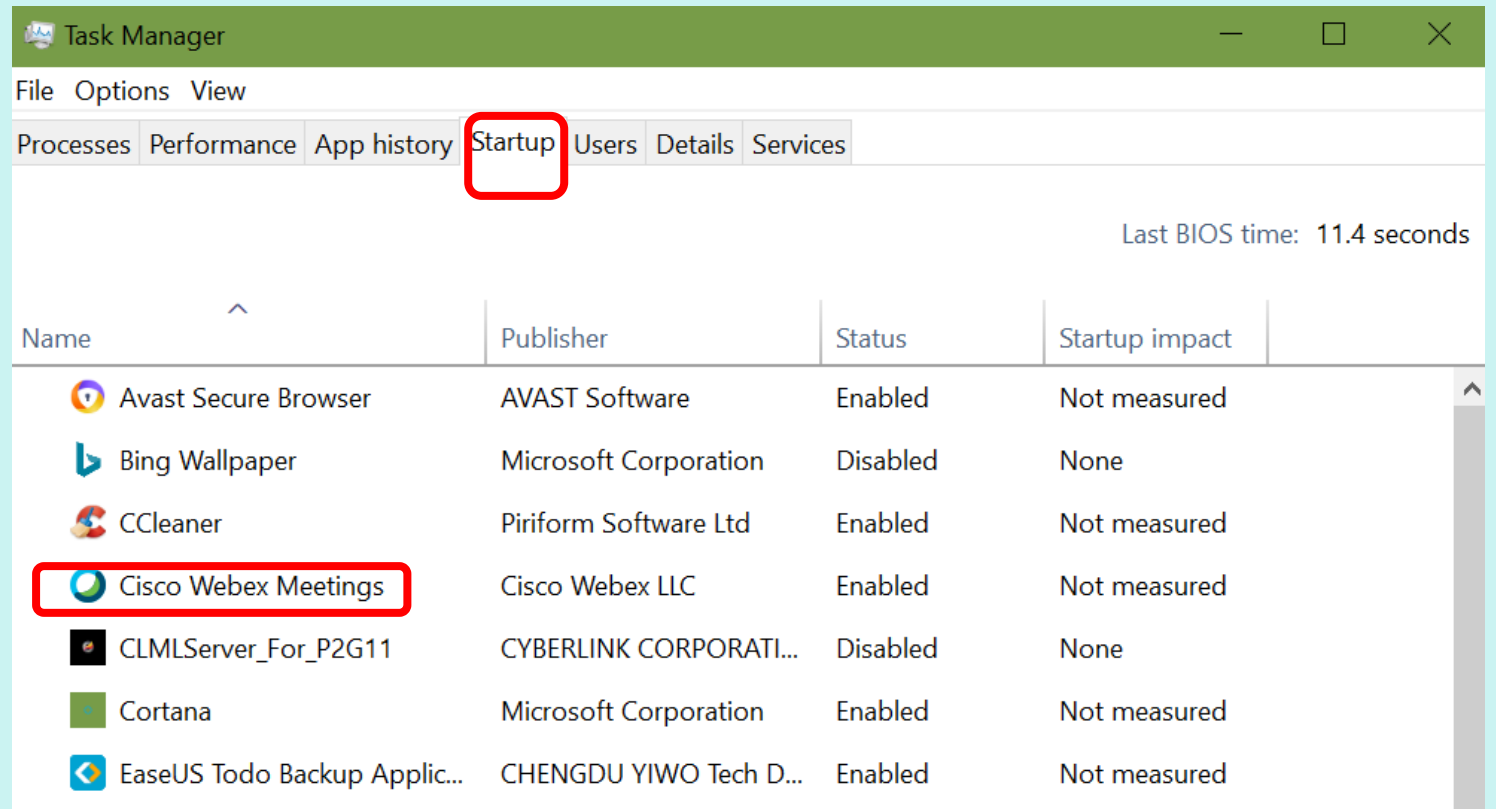 Task Manager
File Options View
Processes Performance App history Startup Users Details Services
Last BIOS time: 11.4 seconds
Name Publisher Status Startup impact
Avast Secure Browser AVAST Software Enabled Not measured
Bing Wallpaper Microsoft Corporation Disabled None
CCleaner Piriform Software Ltd Enabled Not measured
Cisco Webex Meetings Cisco Webex LLC Enabled Not measured
CLMLServer_For_P2G11 CYBERLINK CORPORATI... Disabled None
Cortana Microsoft Corporation Enabled Not measured
EaseUS Todo Backup Applic... CHENGDU YIWO Tech D... Enabled Not measured